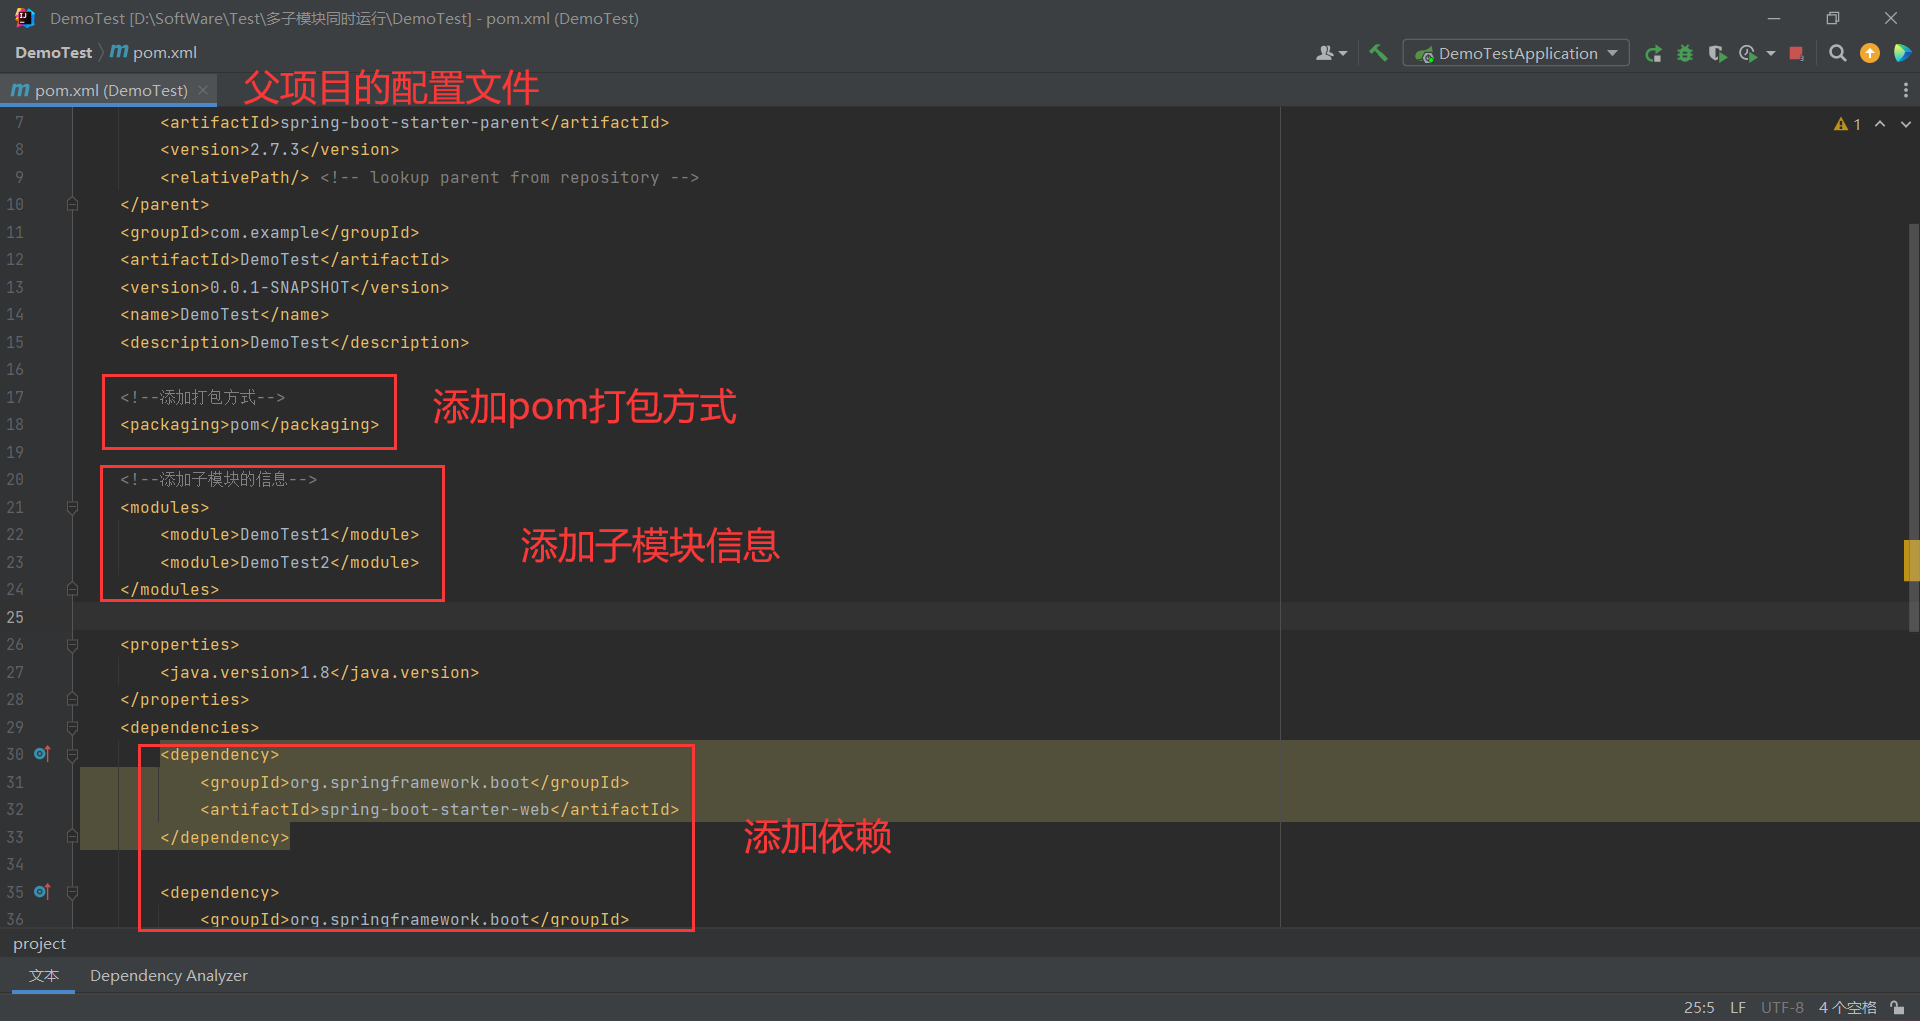 DemoTest [D:\SoftWare\Test\多子模块同时运行\DemoTest] - pom.xml (DemoTest)
DemoTest 〉 m pom.xml
DemoTestApplication
m pom.xml (DemoTest)
父项目的配置文件
1
7 <artifactId>spring-boot-starter-parent</artifactId>
8 <version>2.7.3</version>
9 <relativePath/> <!-- lookup parent from repository -->
10 </parent>
11 <groupId>com.example</groupId>
12 <artifactId>DemoTest</artifactId>
13 <version>0.0.1-SNAPSHOT</version>
14 <name>DemoTest</name>
15 <description>DemoTest</description>
16
17 <!--添加打包方式-->
添加pom打包方式
18 <packaging>pom</packaging>
19
20 <!--添加子模块的信息-->
21 <modules>
22 <module>DemoTest1</module>
添加子模块信息
23 <module>DemoTest2</module>
24 </modules>
25
26 <properties>
27 <java.version>1.8</java.version>
28 </properties>
29 <dependencies>
30 <dependency>
31 <groupId>org.springframework.boot</groupId>
32 <artifactId>spring-boot-starter-web</artifactId>
33 </dependency>
添加依赖
34
35 <dependency>
36 <groupId>org.springframework.boot</groupId>
project
文本 Dependency Analyzer
25:5 LF UTF-8 4 个空格